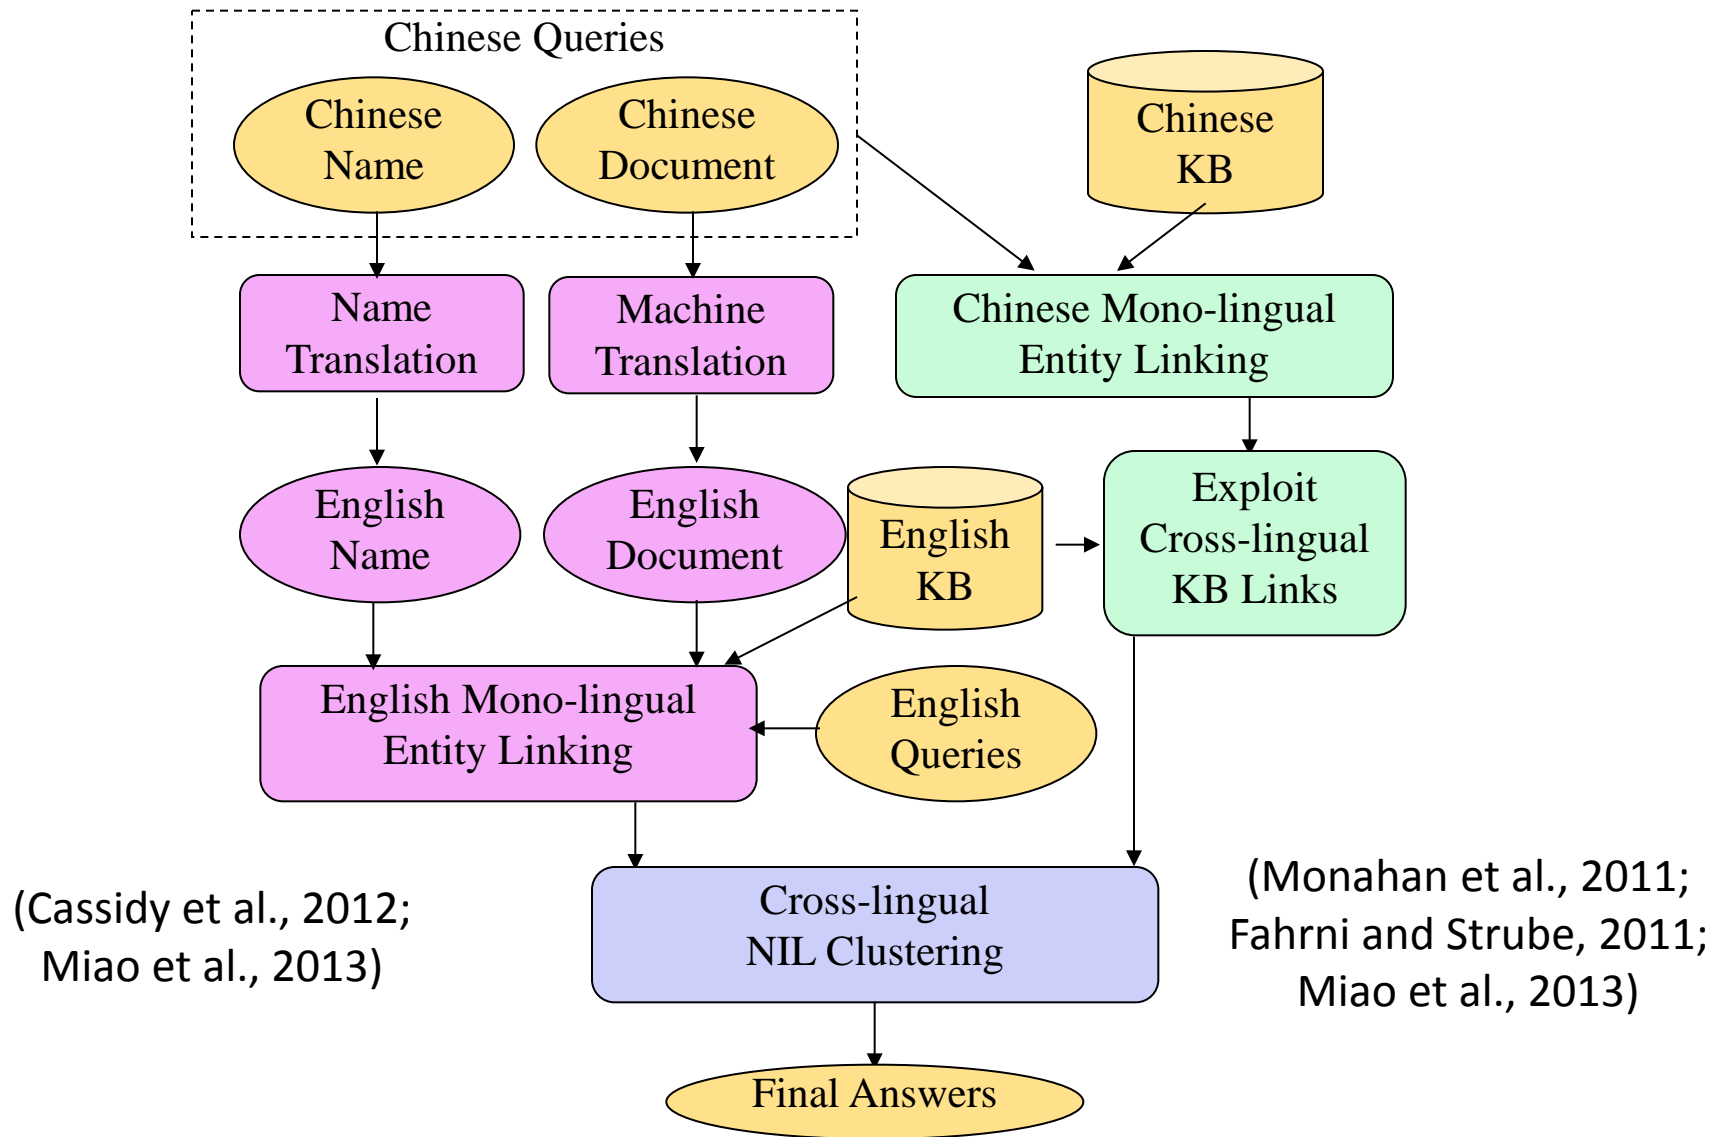 Chinese Queries
Chinese
Name
Chinese
Document
Chinese
KB
Name
Translation
Machine
Translation
Chinese Mono-lingual
Entity Linking
English
Name
English
Document
English
KB
Exploit
Cross-lingual
KB Links
English Mono-lingual
Entity Linking
English
Queries
(Cassidy et al., 2012;
Miao et al., 2013)
Cross-lingual
NIL Clustering
(Monahan et al., 2011;
Fahrni and Strube, 2011;
Miao et al., 2013)
Final Answers